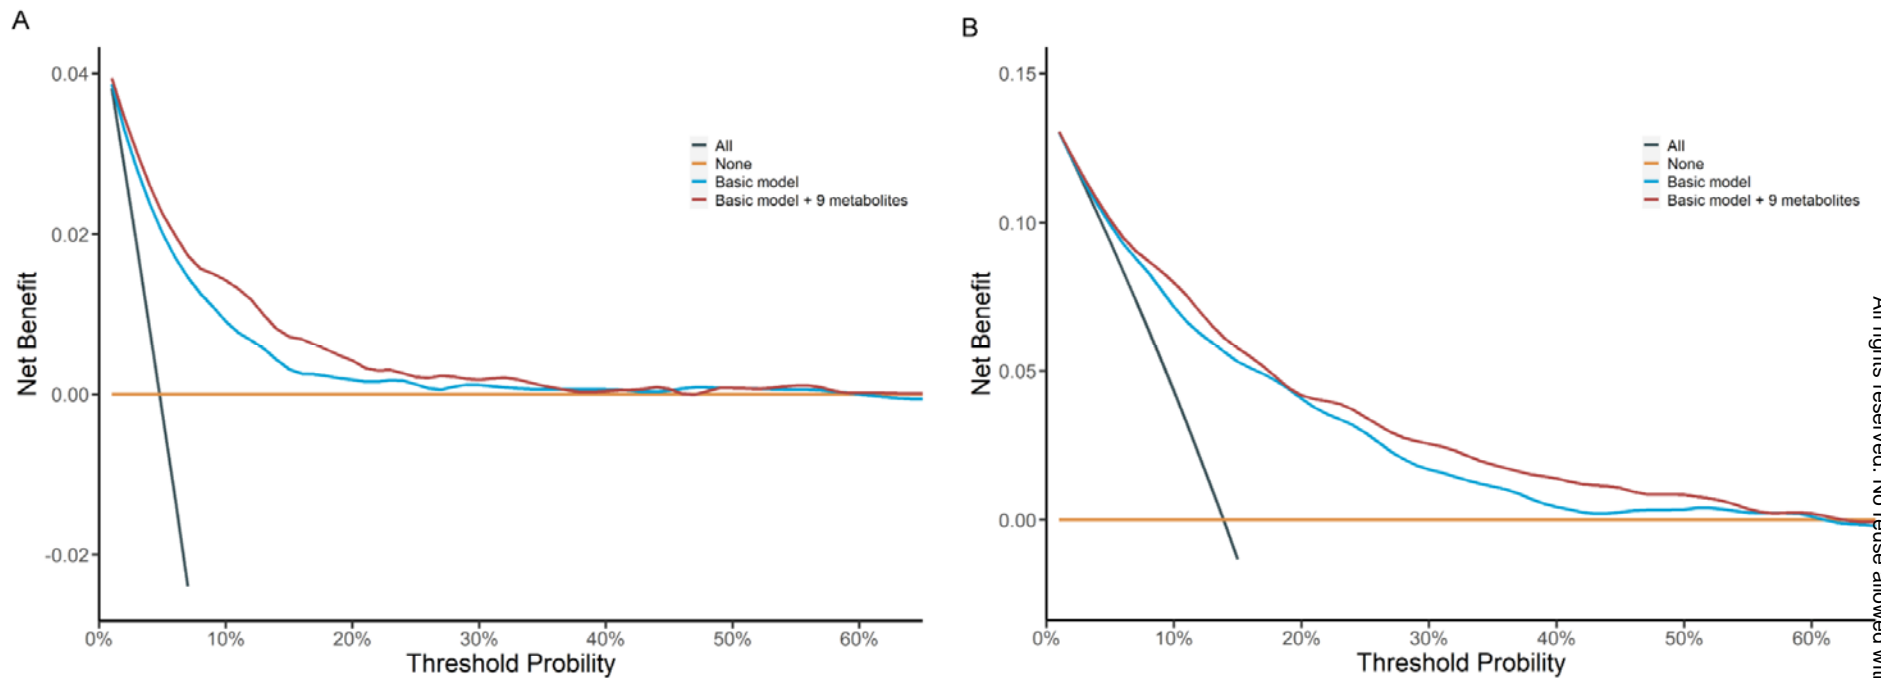 A
0.04
0.02
0.00
-0.02
Net Benefit
All
None
Basic model
Basic model + 9 metabolites
0% 10% 20% 30% 40% 50% 60%
Threshold Probility
B
0.15
0.10
0.05
0.00
Net Benefit
All
None
Basic model
Basic model + 9 metabolites
0% 10% 20% 30% 40% 50% 60%
Threshold Probility
All rights reserved. No reuse allowed